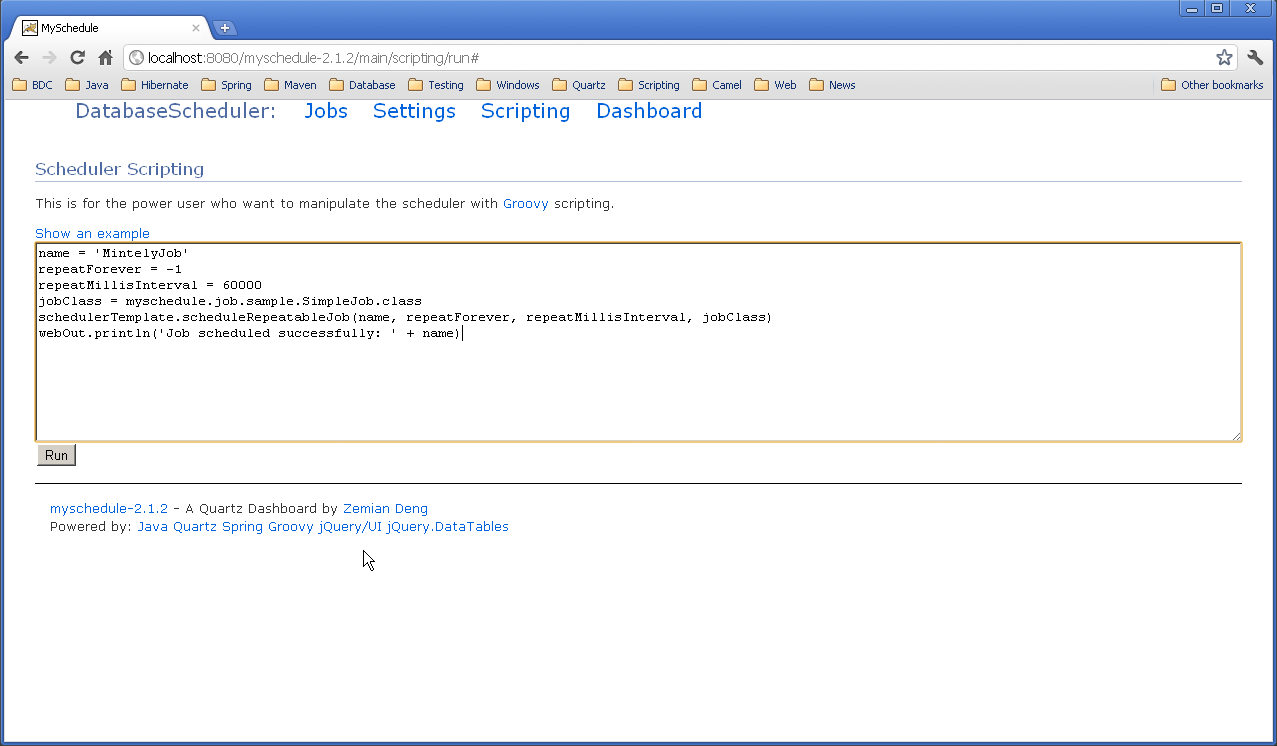 MySchedule
localhost:8080/myschedule-2.1.2/main/scripting/run#
BDC Java Hibernate Spring Maven Database Testing Windows Quartz Scripting Camel Web News Other bookmarks
DatabaseScheduler: Jobs Settings Scripting Dashboard
Scheduler Scripting
This is for the power user who want to manipulate the scheduler with Groovy scripting.
Show an example
name = 'MintelyJob'
repeatForever = -1
repeatMillisInterval = 60000
jobClass = myschedule.job.sample.SimpleJob.class
schedulerTemplate.scheduleRepeatableJob(name, repeatForever, repeatMillisInterval, jobClass)
webOut.println('Job scheduled successfully: ' + name)
Run
myschedule-2.1.2 - A Quartz Dashboard by Zemian Deng
Powered by: Java Quartz Spring Groovy jQuery/UI jQuery.DataTables